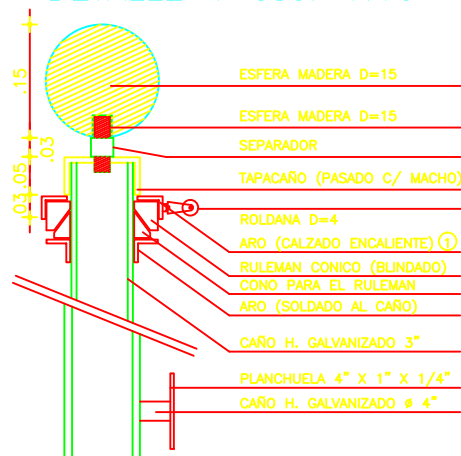 ESFERA MADERA D=15
ESFERA MADERA D=15
SEPARADOR
TAPACAÑO (PASADO C/ MACHO)
ROLDANA D=4
ARO (CALZADO ENCALIENTE) 1
RULEMAN CONICO (BLINDADO)
CONO PARA EL RULEMAN
ARO (SOLDADO AL CAÑO)
CAÑO H. GALVANIZADO 3"
PLANCHUELA 4" X 1" X 1/4"
CAÑO H. GALVANIZADO ø 4"
.15
.03
.05
.03